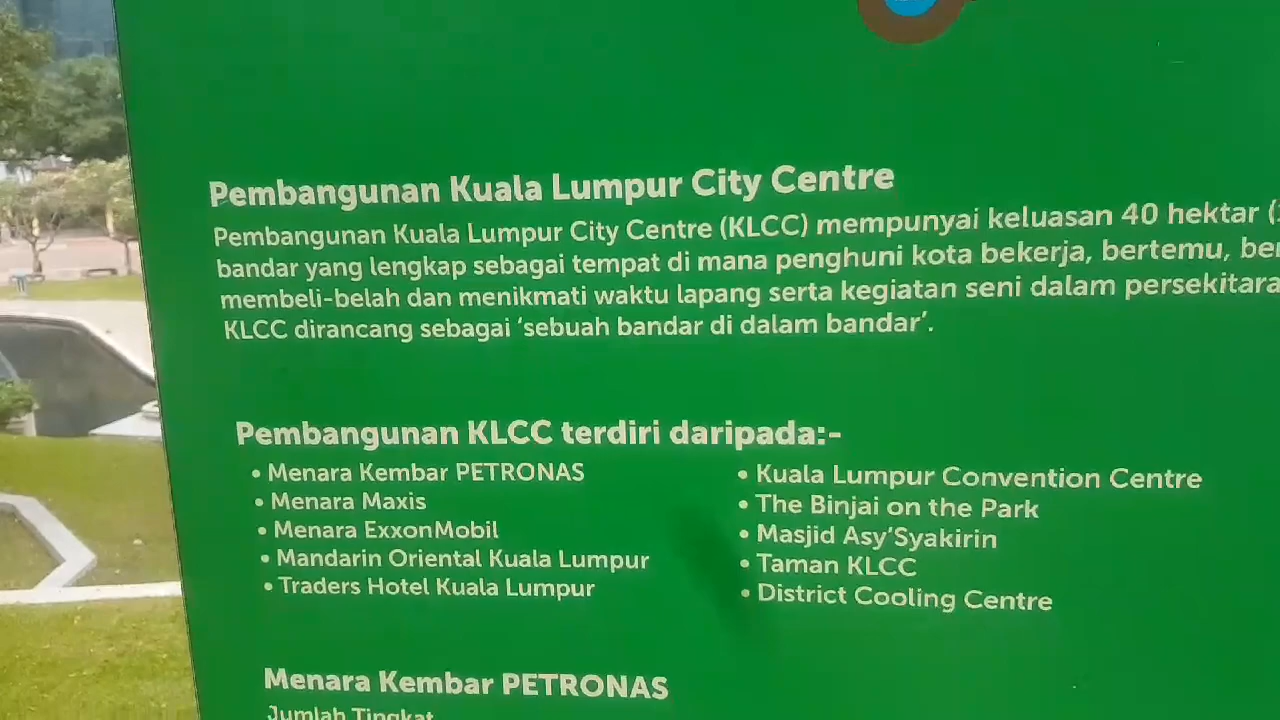 Pembangunan Kuala Lumpur City Centre
Pembangunan Kuala Lumpur City Centre (KLCC) mempunyai keluasan 40 hektar (
bandar yang lengkap sebagai tempat di mana penghuni kota bekerja, bertemu,
membeli-belah dan menikmati waktu lapang serta kegiatan seni dalam
KLCC dirancang sebagai ‘sebuah bandar di dalam bandar’.
Pembangunan KLCC terdiri daripada:-
• Menara Kembar PETRONAS
• Menara Maxis
• Menara ExxonMobil
• Mandarin Oriental Kuala Lumpur
• Traders Hotel Kuala Lumpur
• Kuala Lumpur Convention Centre
• The Binjai on the Park
• Masjid Asy’Syakirin
• Taman KLCC
• District Cooling Centre
Menara Kembar PETRONAS
Jumlah Tingkat